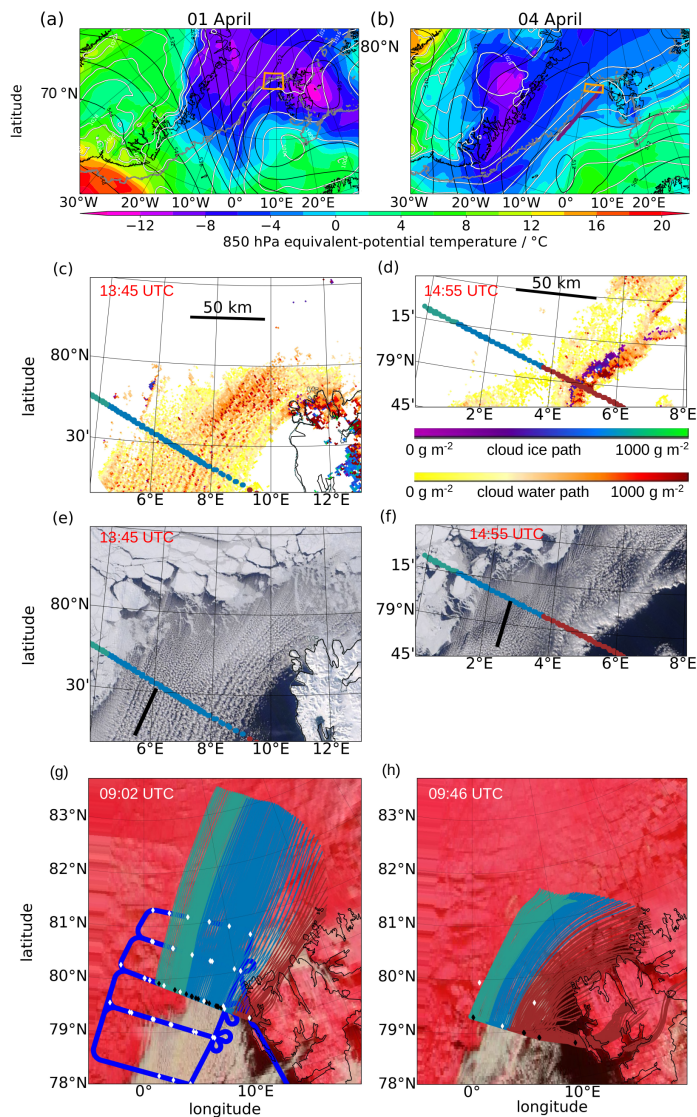 (a) 01 April (b) 04 April
80°N
70 °N
latitude
30°W 20°W 10°W 0°W 10°E 20°E 30°W 20°W 10°W 0° 10°E 20°E
−12 −8 −4 0 4 8 12 16 20
850 hPa equivalent-potential temperature / °C
(c) (d)
13:45 UTC 14:55 UTC
50 km 50 km
15'
80°N
79°N
latitude
30'
45'
6°E 8°E 10°E 12°E 2°E 4°E 6°E 8°E
0 g m-2 cloud ice path 1000 g m-2
0 g m-2 cloud water path 1000 g m-2
(e) (f)
13:45 UTC 14:55 UTC
15'
80°N
79°N
latitude
30'
45'
6°E 8°E 10°E 12°E 2°E 4°E 6°E 8°E
(g) (h)
09:02 UTC 09:46 UTC
83°N 83°N
82°N 82°N
latitude
81°N 81°N
80°N 80°N
79°N 79°N
78°N 78°N
0° 10°E 0° 10°E
longitude longitude